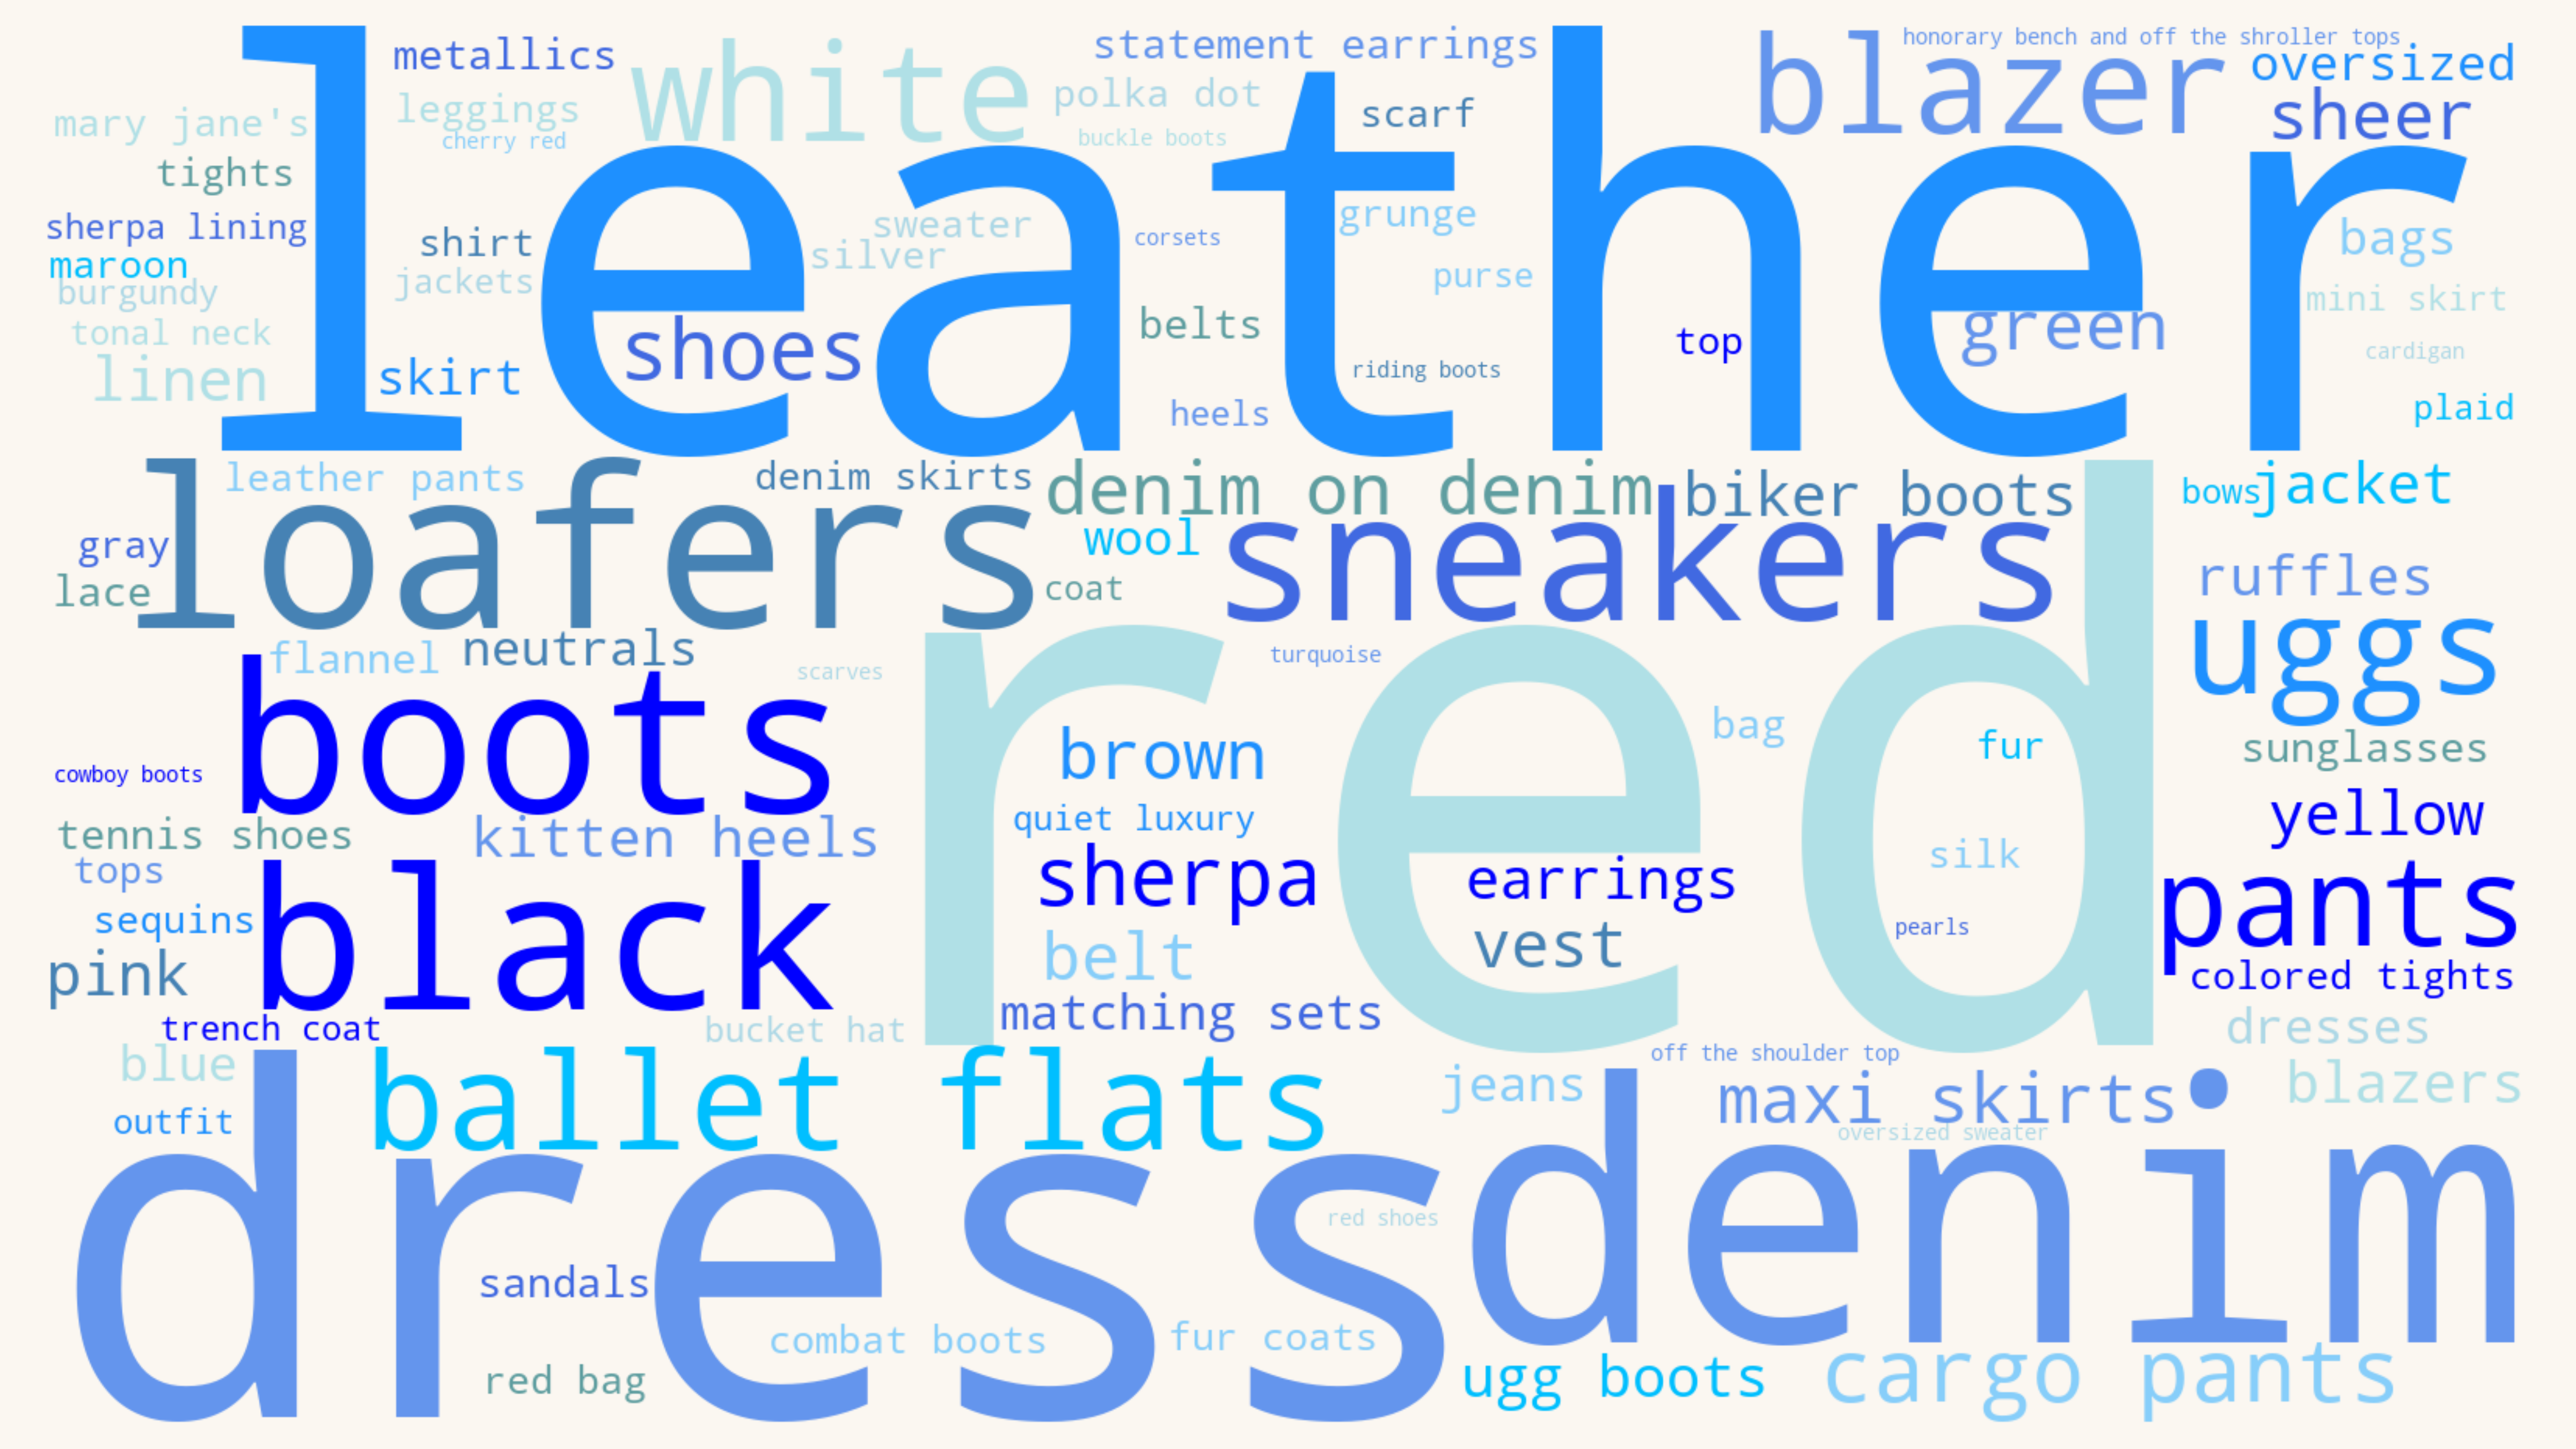 leather
metallics
white
statement earrings
blazer
honorary bench and off the shroller tops
oversized
mary jane's
leggings
cherry red
polka dot
buckle boots
scarf
sheer
tights
sherpa lining
maroon
burgundy
tonal neck
linen
shirt
jackets
skirt
shoes
sweater
silver
corsets
belts
heels
grunge
purse
riding boots
top
green
bags
mini skirt
cardigan
plaid
loafers
leather pants
denim skirts
denim on denim
biker boots
bows
jacket
gray
lace
wool
coat
sneakers
ruffles
uggs
flannel
neutrals
scarves
red
turquoise
boots
cowboy boots
brown
bag
fur
sunglasses
tennis shoes
kitten heels
quiet luxury
yellow
tops
black
sherpa
earrings
silk
pants
sequins
pink
belt
vest
pearls
colored tights
trench coat
bucket hat
matching sets
dresses
blue
ballet flats
off the shoulder top
jeans
maxi skirts
blazers
outfit
oversized sweater
dress
denim
red shoes
sandals
combat boots
fur coats
red bag
ugg boots
cargo pants